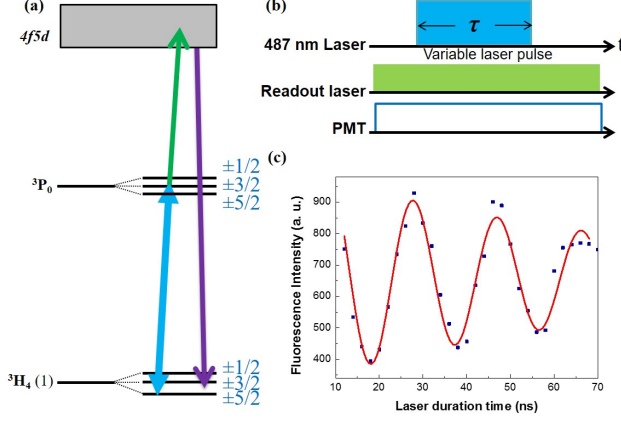 (a)
4f5d
³P₀
±1/2
±3/2
±5/2
³H₄ (1)
±1/2
±3/2
±5/2
(b)
τ
487 nm Laser
t
Variable laser pulse
Readout laser
PMT
(c)
Fluorescence Intensity (a. u.)
900
800
700
600
500
400
10 20 30 40 50 60 70
Laser duration time (ns)